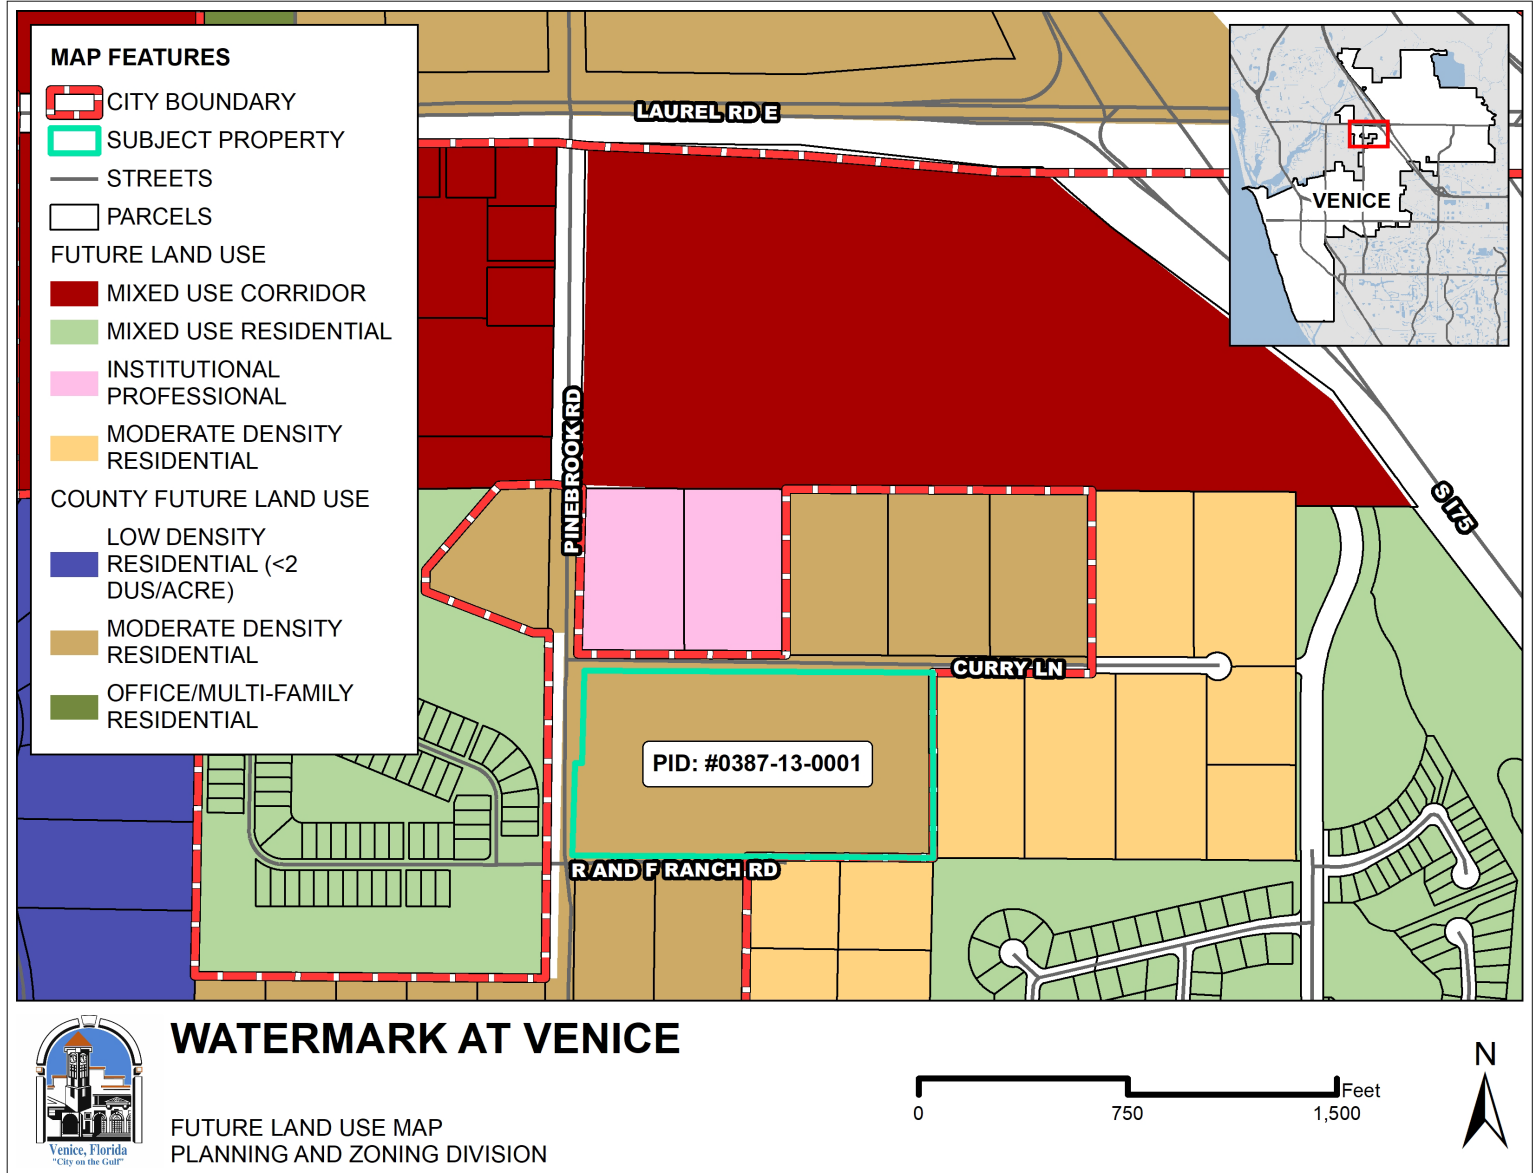 MAP FEATURES
CITY BOUNDARY
SUBJECT PROPERTY
STREETS
PARCELS
FUTURE LAND USE
MIXED USE CORRIDOR
MIXED USE RESIDENTIAL
INSTITUTIONAL
PROFESSIONAL
MODERATE DENSITY
RESIDENTIAL
COUNTY FUTURE LAND USE
LOW DENSITY
RESIDENTIAL (<2
DUS/ACRE)
MODERATE DENSITY
RESIDENTIAL
OFFICE/MULTI-FAMILY
RESIDENTIAL
LAUREL RD E
VENICE
PINEBROOK RD
S I75
CURRY LN
PID: #0387-13-0001
R AND F RANCH RD
Venice, Florida
"City on the Gulf"
WATERMARK AT VENICE
FUTURE LAND USE MAP
PLANNING AND ZONING DIVISION
Feet
0 750 1,500
N